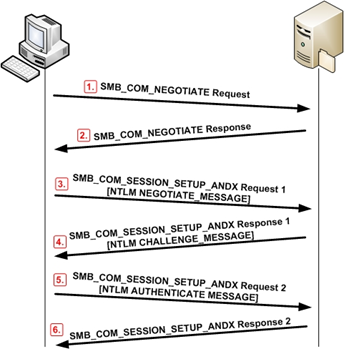 1. SMB_COM_NEGOTIATE Request
2. SMB_COM_NEGOTIATE Response
3. SMB_COM_SESSION_SETUP_ANDX Request 1
[NTLM NEGOTIATE_MESSAGE]
4. SMB_COM_SESSION_SETUP_ANDX Response 1
[NTLM CHALLENGE_MESSAGE]
5. SMB_COM_SESSION_SETUP_ANDX Request 2
[NTLM AUTHENTICATE MESSAGE]
6. SMB_COM_SESSION_SETUP_ANDX Response 2